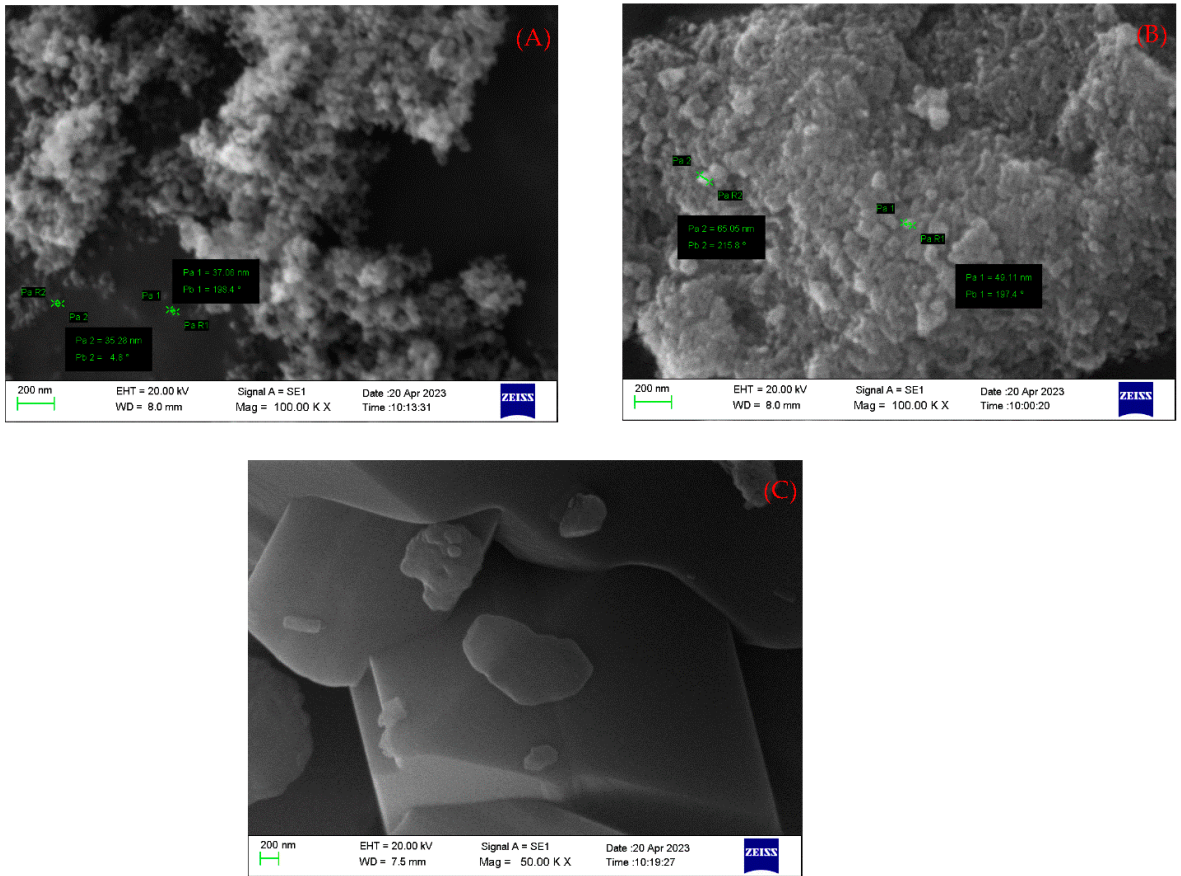 (A)
Pa 1 = 37.06 nm
Pb 1 = 198.4 °
Pa R2
Pa 1
Pa 2
Pa R1
Pa 2 = 35.28 nm
Pb 2 = 4.6 °
200 nm
EHT = 20.00 kV
Signal A = SE1
Date :20 Apr 2023
WD = 8.0 mm
Mag = 100.00 K X
Time :10:13:31
ZEISS
(B)
Pa 2
Pa R2
Pa 1
Pa R1
Pa 2 = 65.05 nm
Pb 2 = 215.8 °
Pa 1 = 49.11 nm
Pb 1 = 197.4 °
200 nm
EHT = 20.00 kV
Signal A = SE1
Date :20 Apr 2023
WD = 8.0 mm
Mag = 100.00 K X
Time :10:00:20
ZEISS
(C)
200 nm
EHT = 20.00 kV
Signal A = SE1
Date :20 Apr 2023
WD = 7.5 mm
Mag = 50.00 K X
Time :10:19:27
ZEISS